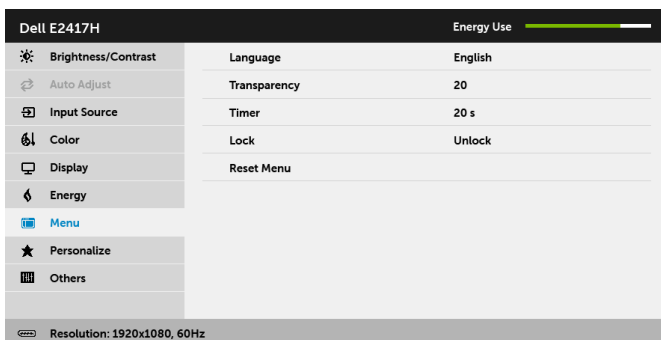 Dell E2417H Energy Use
Brightness/Contrast Language English
Auto Adjust Transparency 20
Input Source Timer 20 s
Color Lock Unlock
Display Reset Menu
Energy
Menu
Personalize
Others
Resolution: 1920x1080, 60Hz